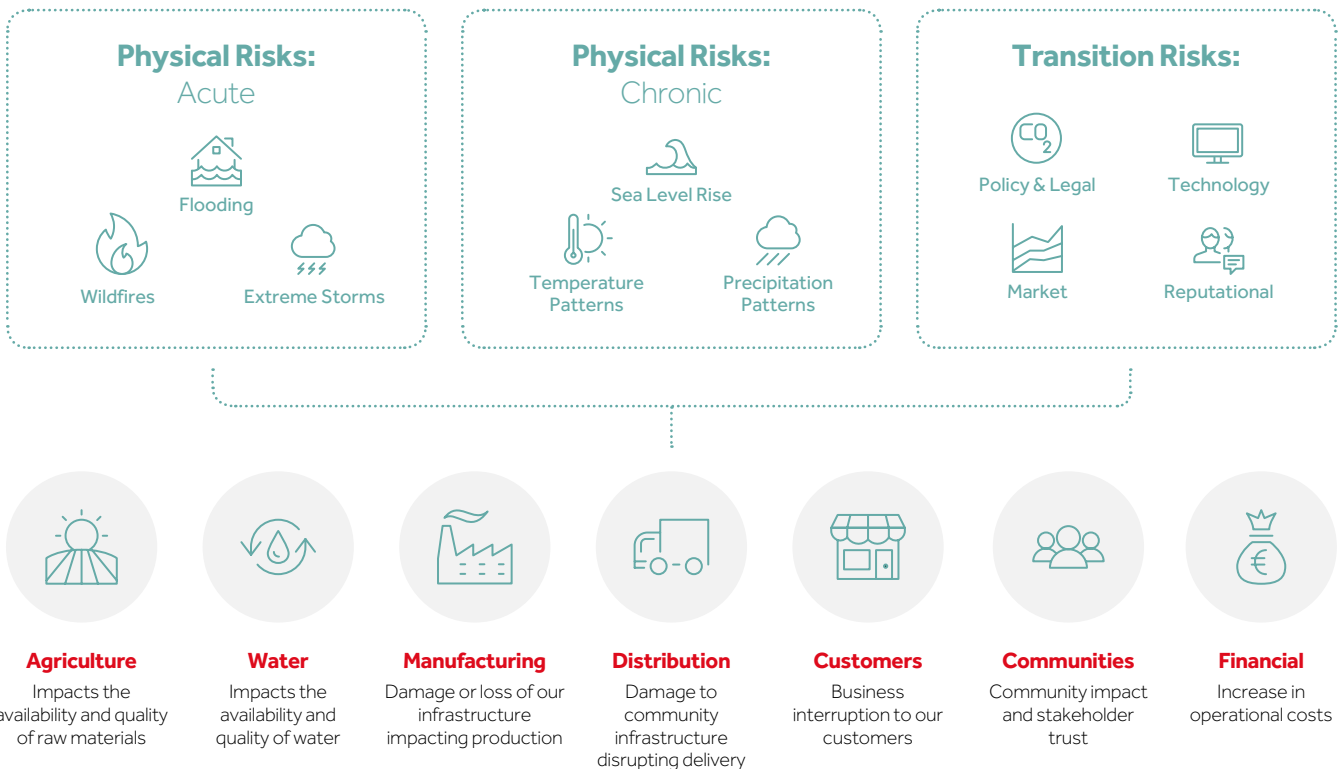 Physical Risks:
Acute
Flooding
Wildfires
Extreme Storms
Physical Risks:
Chronic
Sea Level Rise
Temperature
Patterns
Precipitation
Patterns
Transition Risks:
CO2
Policy & Legal
Technology
Market
Reputational
€
Agriculture
Impacts the
availability and quality
of raw materials
Water
Impacts the
availability and
quality of water
Manufacturing
Damage or loss of our
infrastructure
impacting production
Distribution
Damage to
community
infrastructure
disrupting delivery
Customers
Business
interruption to our
customers
Communities
Community impact
and stakeholder
trust
Financial
Increase in
operational costs